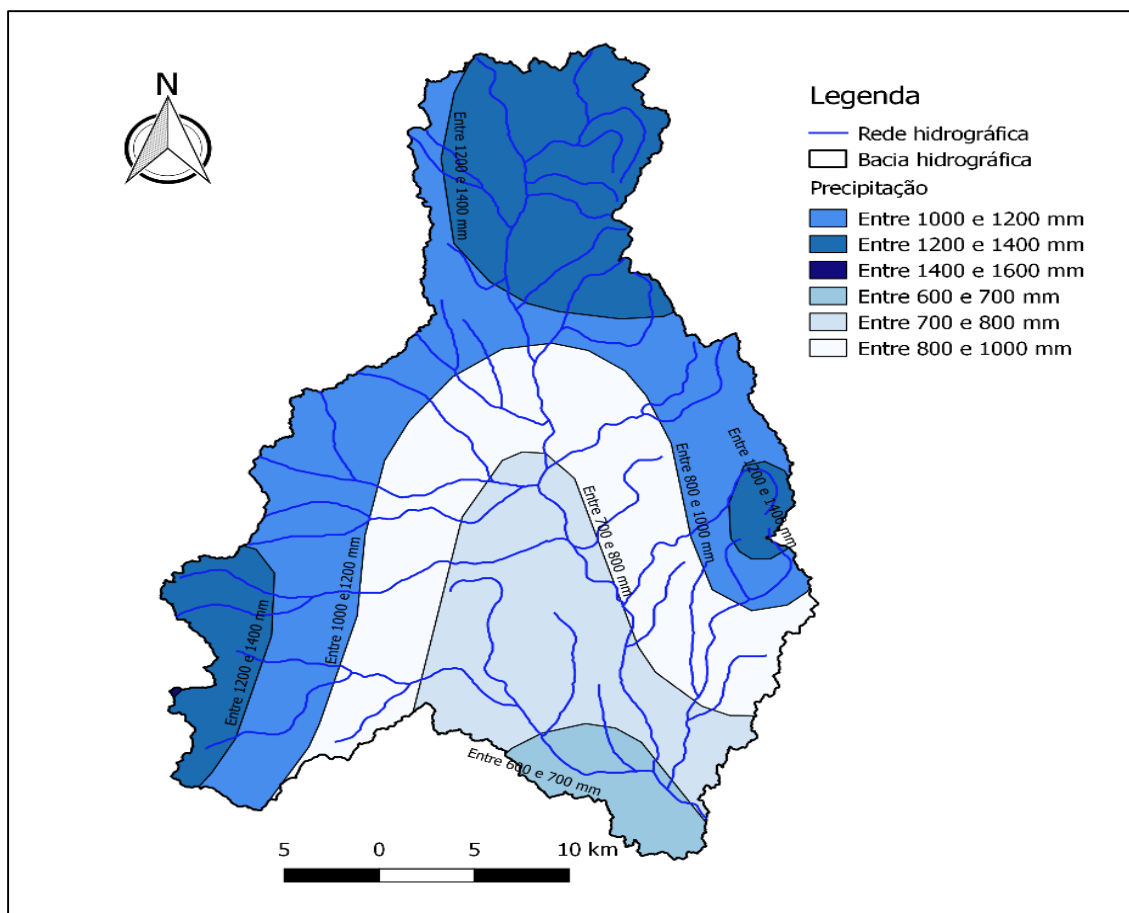 N
Legenda
Rede hidrográfica
Bacia hidrográfica
Precipitação
Entre 1000 e 1200 mm
Entre 1200 e 1400 mm
Entre 1400 e 1600 mm
Entre 600 e 700 mm
Entre 700 e 800 mm
Entre 800 e 1000 mm
Entre 1200 e 1400 mm
Entre 1200 e 1400 mm
Entre 800 e 1000 mm
Entre 700 e 800 mm
Entre 1000 e 1200 mm
Entre 1200 e 1400 mm
Entre 600 e 700 mm
5 0 5 10 km